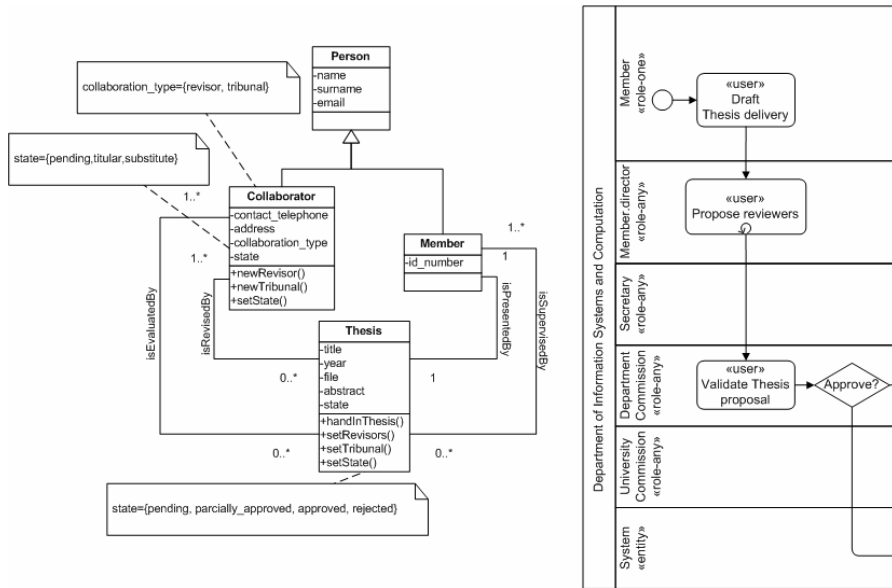 Person
-name
-surname
-email
collaboration_type={revisor, tribunal}
state={pending,titular,substitute}
1..*
Collaborator
-contact_telephone
-address
-collaboration_type
-state
+newRevisor()
+newTribunal()
+setState()
1..*
Member
-id_number
1..*
1
isEvaluatedBy
isRevisedBy
isPresentedBy
isSupervisedBy
Thesis
-title
-year
-file
-abstract
-state
+handInThesis()
+setRevisors()
+setTribunal()
+setState()
0..*
1
0..*
0..*
state={pending, parcially_approved, approved, rejected}
Department of Information Systems and Computation
Member
«role-one»
«user»
Draft
Thesis delivery
Member.director
«role-any»
«user»
Propose reviewers
Secretary
«role-any»
Department
Commission
«role-any»
«user»
Validate Thesis
proposal
Approve?
University
Commission
«role-any»
System
«entity»